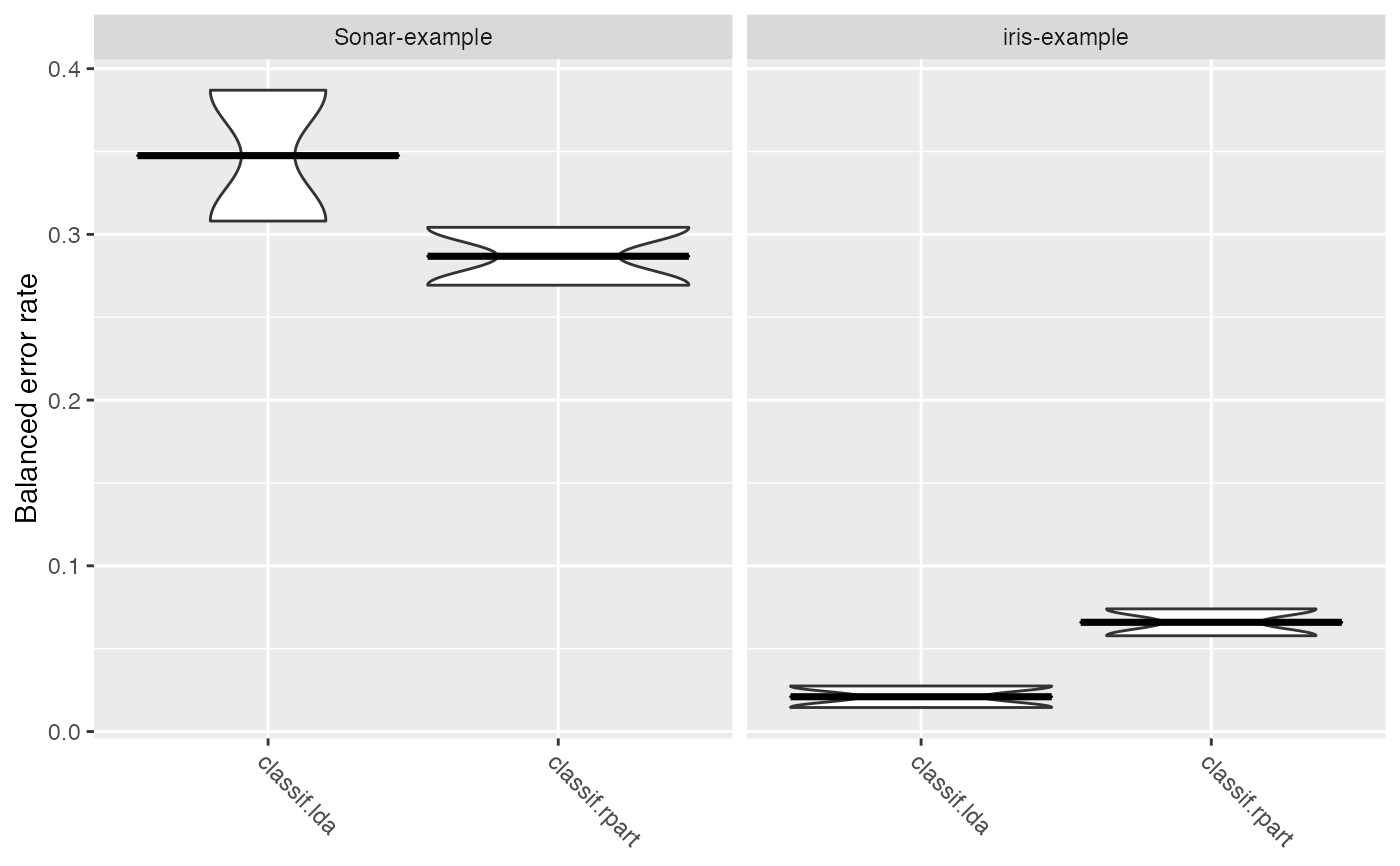 Sonar-example
iris-example
Balanced error rate
0.4
0.3
0.2
0.1
0.0
classif.lda
classif.rpart
classif.lda
classif.rpart